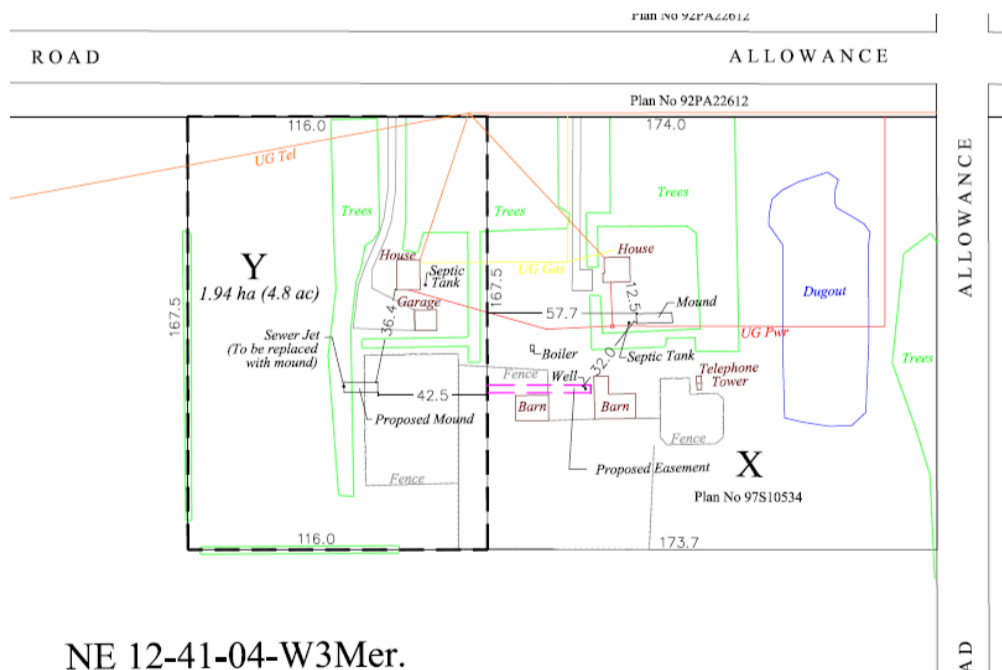 Plan No 92PA22612
ROAD
ALLOWANCE
Plan No 92PA22612
116.0
174.0
UG Tel
ALLOWANCE
Trees
Trees
Trees
House
House
Y
Septic
Tank
UG Gas
1.94 ha (4.8 ac)
167.5
12.5
Dugout
Garage
Mound
57.7
167.5
36.4
UG Pwr
Sewer Jet
(To be replaced
with mound)
Boiler
Septic Tank
32.0
Trees
Fence
Well
Telephone
Tower
42.5
Barn
Barn
Proposed Mound
Fence
Proposed Easement
X
Fence
Plan No 97S10534
116.0
173.7
NE 12-41-04-W3Mer.